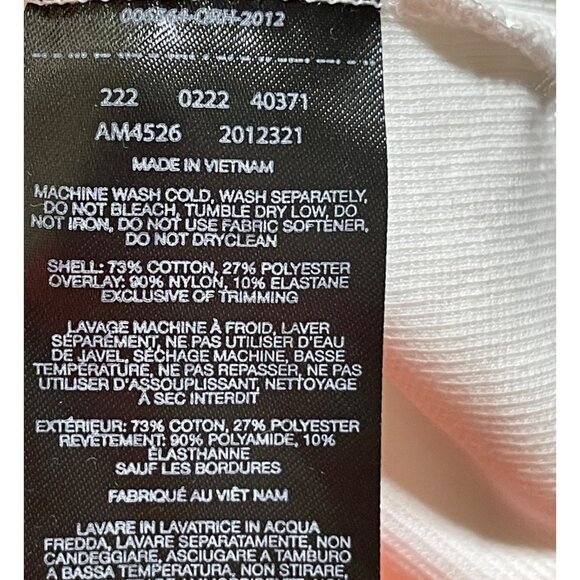 222 0222 40371
AM4526 2012321
MADE IN VIETNAM
MACHINE WASH COLD, WASH SEPARATELY,
DO NOT BLEACH, TUMBLE DRY LOW, DO
NOT IRON, DO NOT USE FABRIC SOFTENER,
DO NOT DRYCLEAN
SHELL: 73% COTTON, 27% POLYESTER
OVERLAY: 90% NYLON, 10% ELASTANE
EXCLUSIVE OF TRIMMING
LAVAGE MACHINE À FROID, LAVER
SÉPARÉMENT, NE PAS UTILISER D'EAU
DE JAVEL, SÉCHAGE MACHINE, BASSE
TEMPÉRATURE, NE PAS REPASSER, NE PAS
UTILISER D'ASSOUPLISSANT, NETTOYAGE
À SEC INTERDIT
EXTÉRIEUR: 73% COTON, 27% POLYESTER
REVÊTEMENT: 90% POLYAMIDE, 10%
ÉLASTHANNE
SAUF LES BORDURES
FABRIQUÉ AU VIÊT NAM
LAVARE IN LAVATRICE IN ACQUA
FREDDA, LAVARE SEPARATAMENTE, NON
CANDEGGIARE, ASCIUGARE A TAMBURO
A BASSA TEMPERATURA, NON STIRARE,